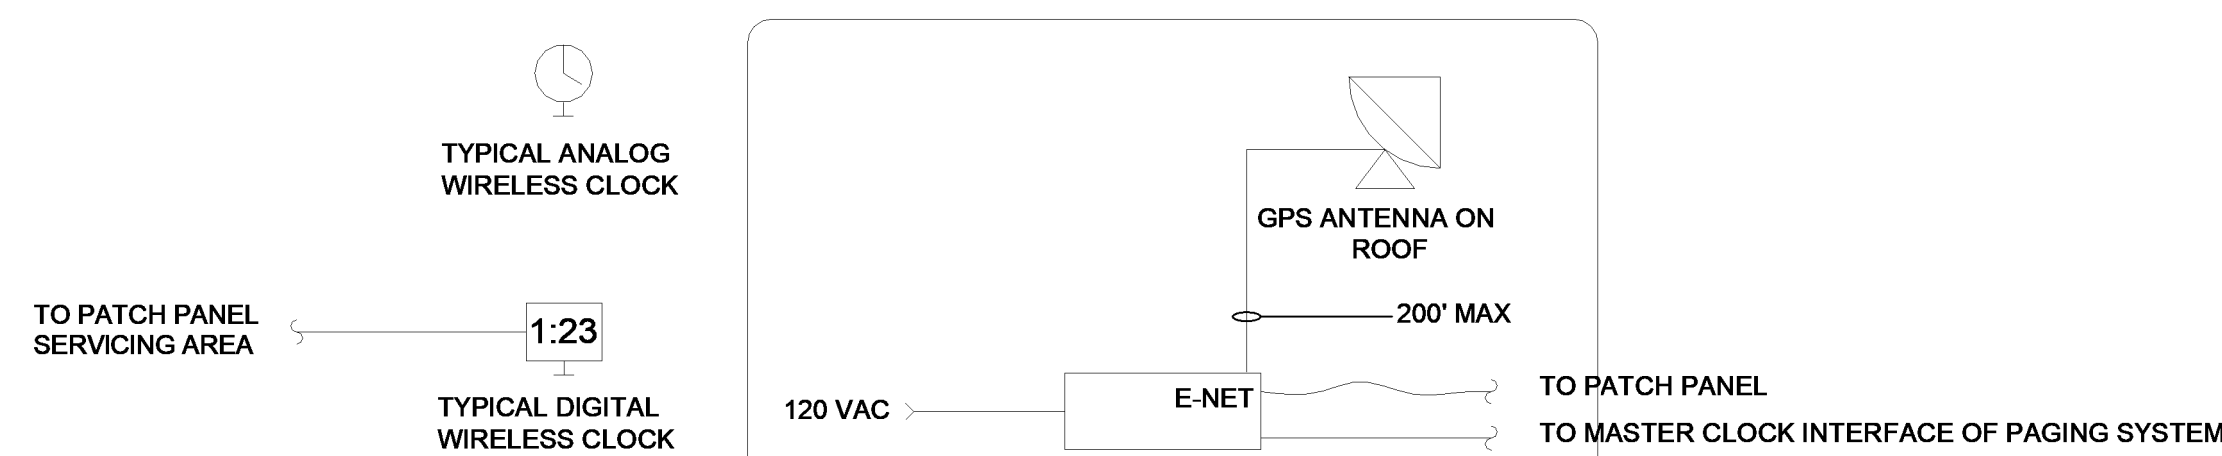 TYPICAL ANALOG
WIRELESS CLOCK
TO PATCH PANEL
SERVICING AREA
1:23
TYPICAL DIGITAL
WIRELESS CLOCK
GPS ANTENNA ON
ROOF
200' MAX
120 VAC
E-NET
TO PATCH PANEL
TO MASTER CLOCK INTERFACE OF PAGING SYSTEM